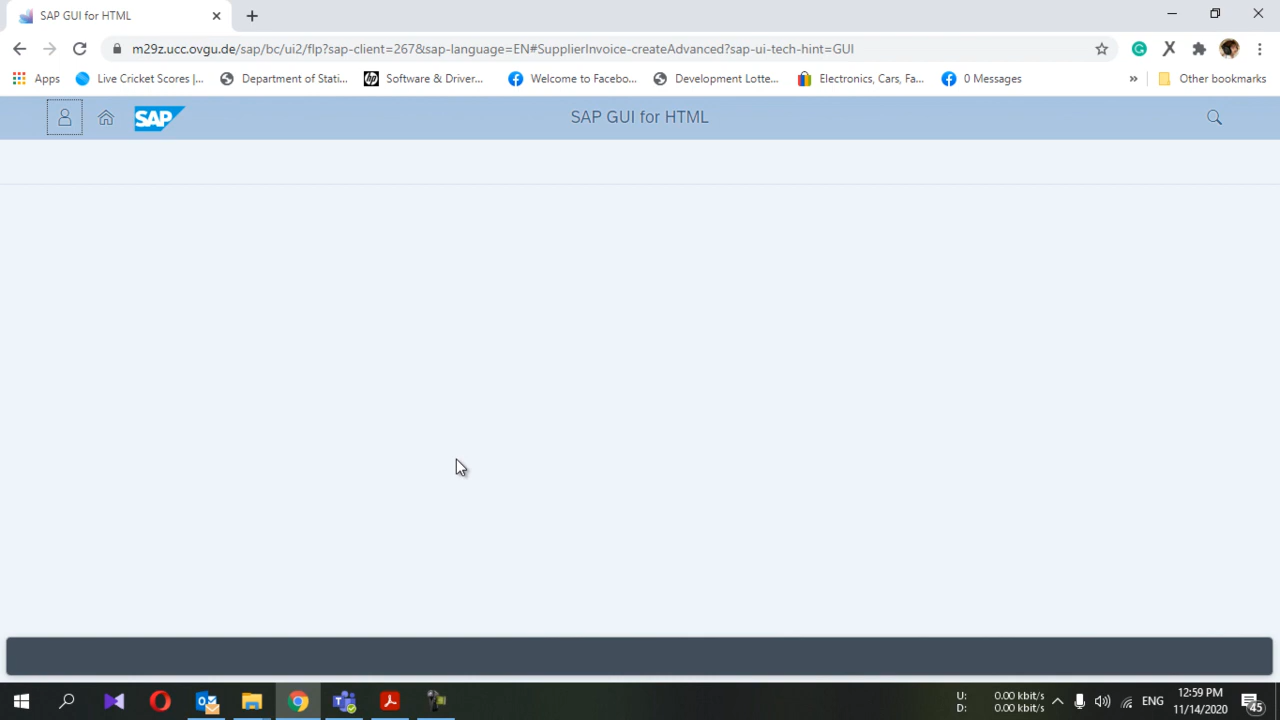 SAP GUI for HTML
m29z.ucc.ovgu.de/sap/bc/ui2/flp?sap-client=267&sap-language=EN#SupplierInvoice-createAdvanced?sap-ui-tech-hint=GUI
Apps Live Cricket Scores |... Department of Stati... Software & Driver... Welcome to Facebo... Development Lotte... Electronics, Cars, Fa... 0 Messages » Other bookmarks
SAP SAP GUI for HTML
U: 0.00 kbit/s
D: 0.00 kbit/s
ENG
12:59 PM
11/14/2020
45